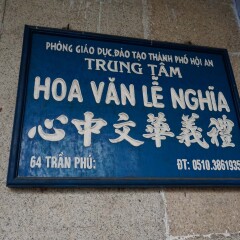 PHÒNG GIÁO DỤC.ĐÀO TẠO THÀNH PHỐ HỘI AN
TRUNG TÂM
HOA VĂN LỄ NGHĨA
心中文華義禮
64 TRẦN PHÚ: ĐT: 0510.3861935